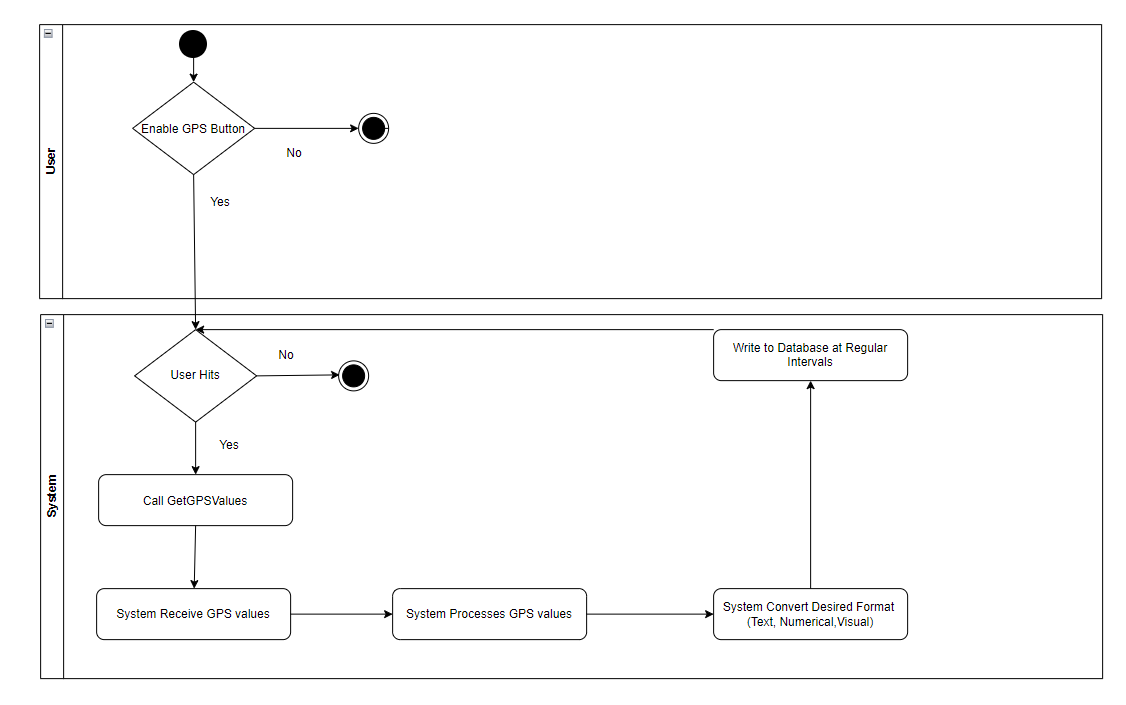 User
Enable GPS Button
No
Yes
System
User Hits
No
Yes
Write to Database at Regular
Intervals
Call GetGPSValues
System Receive GPS values
System Processes GPS values
System Convert Desired Format
(Text, Numerical,Visual)